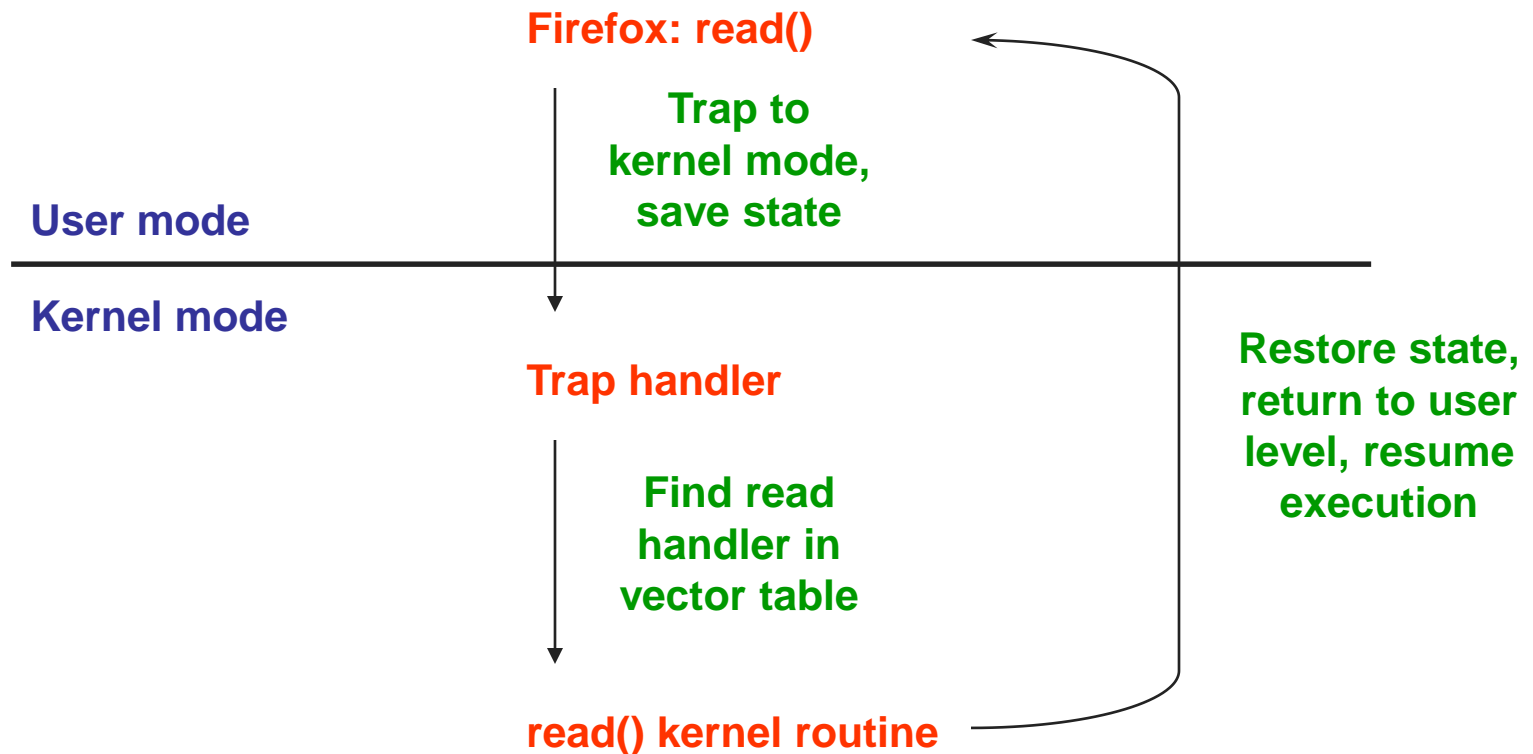 Firefox: read()
Trap to
kernel mode,
save state
User mode
Kernel mode
Trap handler
Restore state,
return to user
level, resume
execution
Find read
handler in
vector table
read() kernel routine